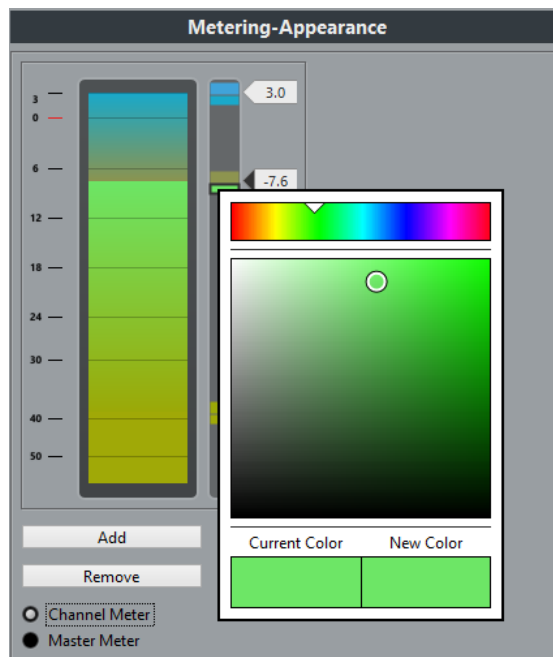 Metering-Appearance
3
3.0
0
6
-7.6
12
18
24
30
40
50
Add
Current Color
New Color
Remove
Channel Meter
Master Meter